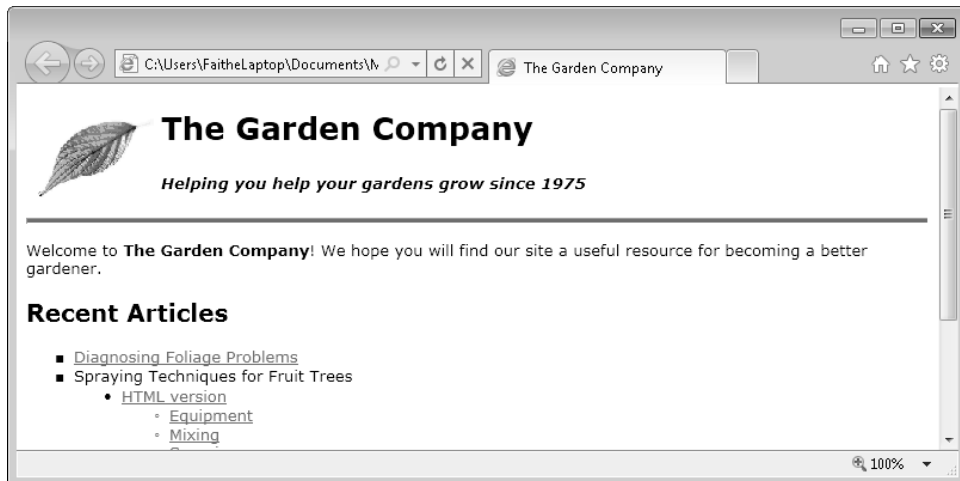 C:\Users\FaitheLaptop\Documents\
The Garden Company
The Garden Company
Helping you help your gardens grow since 1975
Welcome to The Garden Company! We hope you will find our site a useful resource for becoming a better
gardener.
Recent Articles
Diagnosing Foliage Problems
Spraying Techniques for Fruit Trees
HTML version
Equipment
Mixing
100%